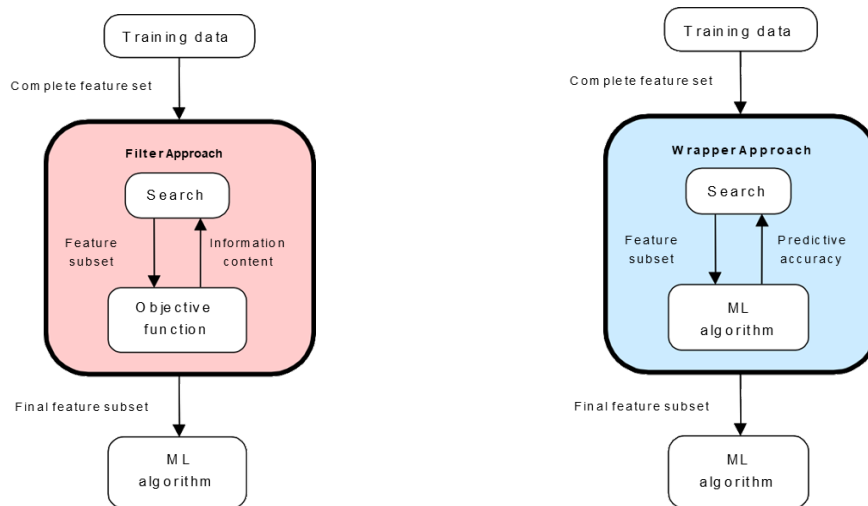 Training data
Complete feature set
Filter Approach
Search
Feature
subset
Information
content
Objective
function
Final feature subset
ML
algorithm
Training data
Complete feature set
Wrapper Approach
Search
Feature
subset
Predictive
accuracy
ML
algorithm
Final feature subset
ML
algorithm